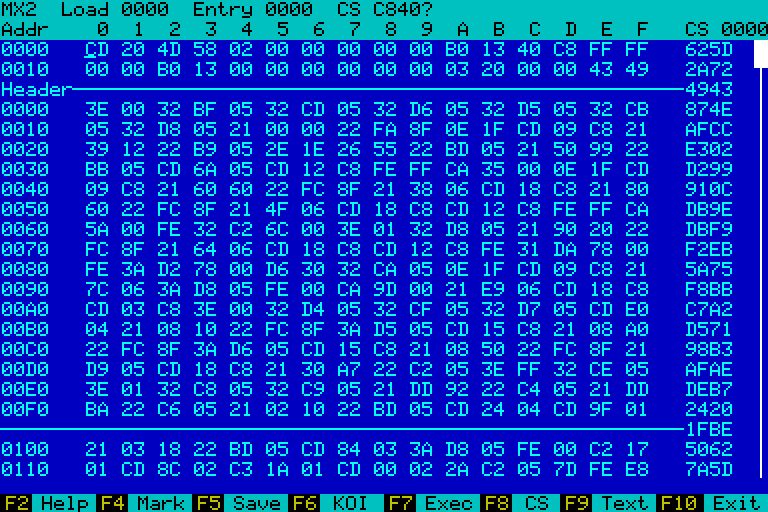 MX2  Load 0000  Entry 0000  CS C840?
Addr   0  1  2  3  4  5  6  7  8  9  A  B  C  D  E  F   CS 0000
0000   CD 20 4D 58 02 00 00 00 00 00 B0 13 40 C8 FF FF   625D
0010   00 00 B0 13 00 00 00 00 00 03 20 00 00 43 49   2A72
Header 4943
0000   3E 00 32 BF 05 32 CD 05 32 D6 05 32 D5 05 32 CB   874E
0010   05 32 D8 05 21 00 00 22 FA 8F 0E 1F CD 09 C8 21   AFCC
0020   39 12 22 B9 05 2E 1E 26 55 22 BD 05 21 50 99 22   E302
0030   BB 05 CD 6A 05 CD 12 C8 FE FF CA 35 00 0E 1F CD   D299
0040   09 C8 21 60 60 22 FC 8F 21 38 06 CD 18 C8 21 80   910C
0050   60 22 FC 8F 21 4F 06 CD 18 C8 CD 12 C8 FE FF CA   DB9E
0060   5A 00 FE 32 C2 6C 00 3E 01 32 D8 05 21 90 20 22   DBF9
0070   FC 8F 21 64 06 CD 18 C8 CD 12 C8 FE 31 DA 78 00   F2EB
0080   FE 3A D2 78 00 D6 30 32 CA 05 0E 1F CD 09 C8 21   5A75
0090   7C 06 3A D8 05 FE 00 CA 9D 00 21 E9 06 CD 18 C8   F8BB
00A0   CD 03 C8 3E 00 32 D4 05 32 CF 05 32 D7 05 CD E0   C7A2
00B0   04 21 08 10 22 FC 8F 3A D5 05 CD 15 C8 21 08 A0   D571
00C0   22 FC 8F 3A D6 05 CD 15 C8 21 08 50 22 FC 8F 21   98B3
00D0   D9 05 CD 18 C8 21 30 A7 22 C2 05 3E FF 32 CE 05   AFAE
00E0   3E 01 32 C8 05 32 C9 05 21 DD 92 22 C4 05 21 DD   DEB7
00F0   BA 22 C6 05 21 02 10 22 BD 05 CD 24 04 CD 9F 01   2420
1FBE
0100   21 03 18 22 BD 05 CD 84 03 3A D8 05 FE 00 C2 17   5062
0110   01 CD 8C 02 C3 1A 01 CD 00 02 2A C2 05 7D FE E8   7A5D
F2 Help F4 Mark F5 Save F6 KOI F7 Exec F8 CS F9 Text F10 Exit